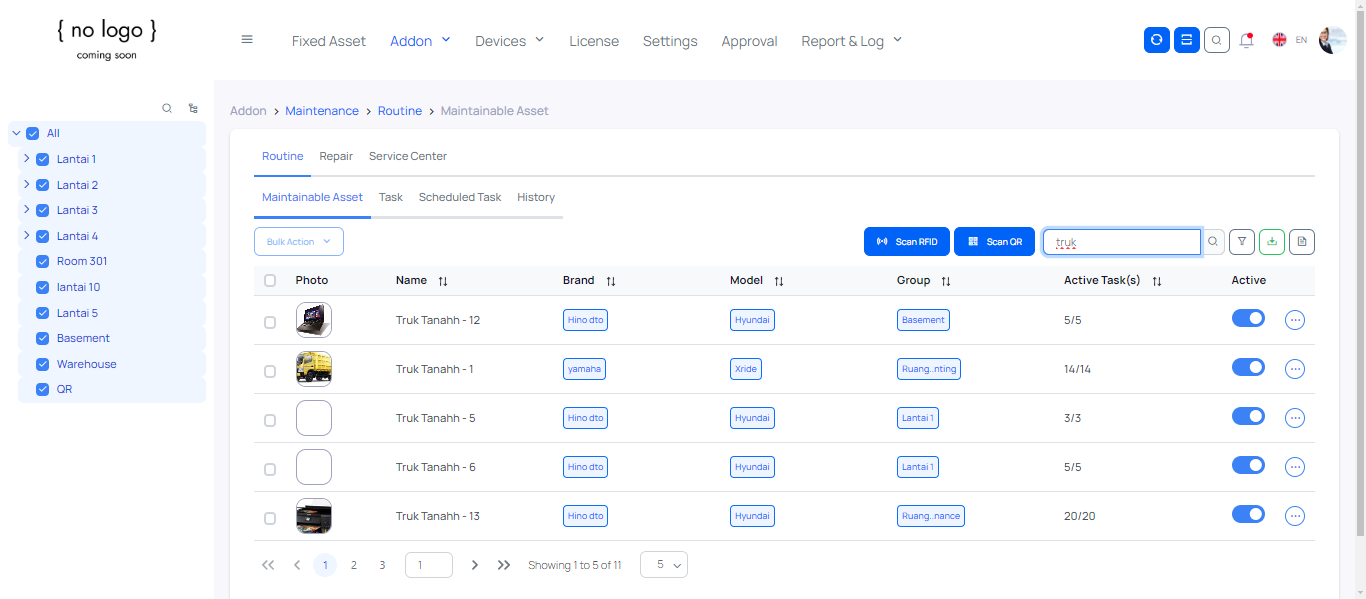 { no logo }
coming soon
Fixed Asset Addon Devices License Settings Approval Report & Log EN
Addon > Maintenance > Routine > Maintainable Asset
All
Lantai 1
Lantai 2
Lantai 3
Lantai 4
Room 301
lantai 10
Lantai 5
Basement
Warehouse
QR
Routine Repair Service Center
Maintainable Asset Task Scheduled Task History
Bulk Action Scan RFID Scan QR truk
Photo Name Brand Model Group Active Task(s) Active
Truk Tanahh - 12 Hino dto Hyundai Basement 5/5
Truk Tanahh - 1 yamaha Xride Ruang..nting 14/14
Truk Tanahh - 5 Hino dto Hyundai Lantai 1 3/3
Truk Tanahh - 6 Hino dto Hyundai Lantai 1 5/5
Truk Tanahh - 13 Hino dto Hyundai Ruang..nance 20/20
1 2 3 1 Showing 1 to 5 of 11 5